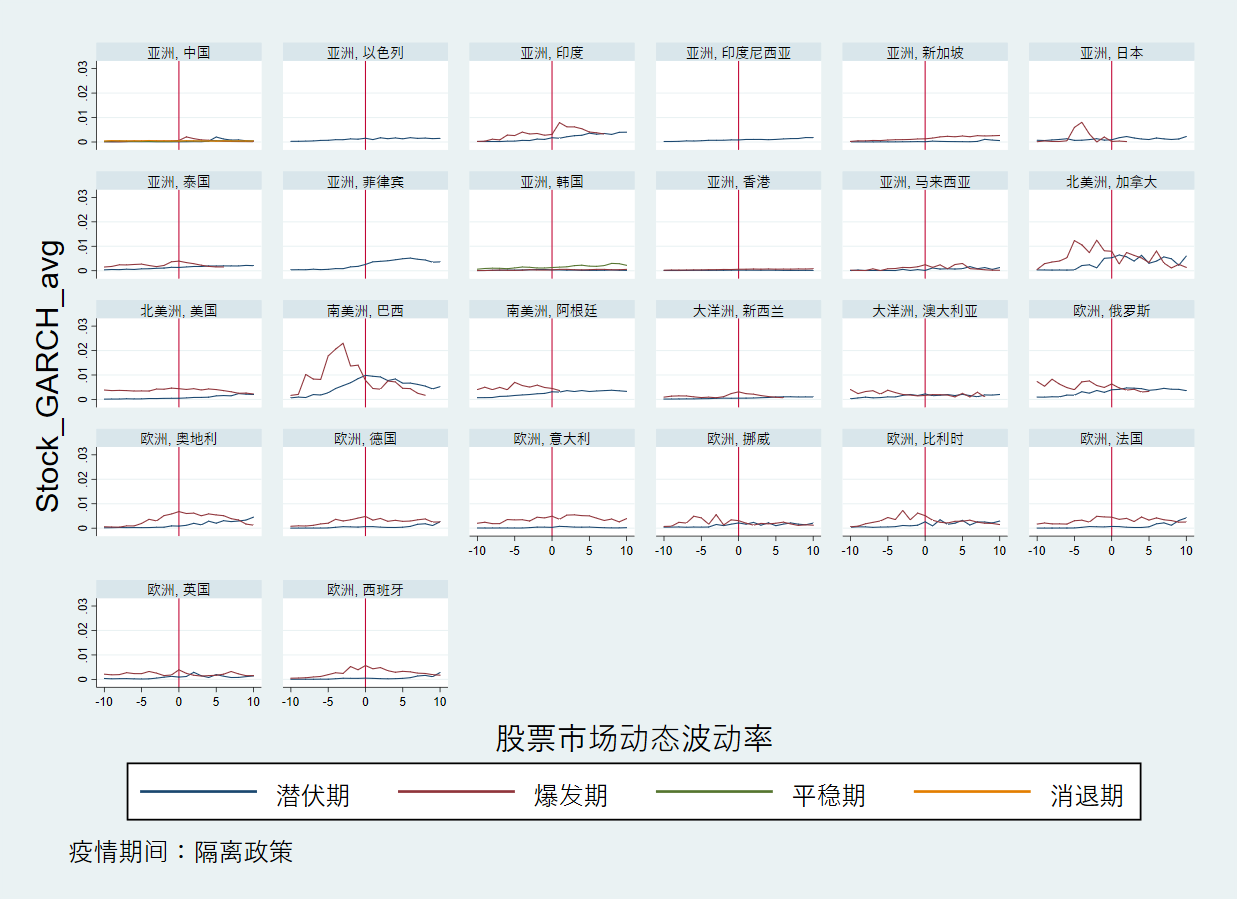 亚洲, 中国
亚洲, 以色列
亚洲, 印度
亚洲, 印度尼西亚
亚洲, 新加坡
亚洲, 日本
0 .01 .02 .03
亚洲, 泰国
亚洲, 菲律宾
亚洲, 韩国
亚洲, 香港
亚洲, 马来西亚
北美洲, 加拿大
0 .01 .02 .03
北美洲, 美国
南美洲, 巴西
南美洲, 阿根廷
大洋洲, 新西兰
大洋洲, 澳大利亚
欧洲, 俄罗斯
0 .01 .02 .03
欧洲, 奥地利
欧洲, 德国
欧洲, 意大利
欧洲, 挪威
欧洲, 比利时
欧洲, 法国
0 .01 .02 .03
-10 -5 0 5 10
-10 -5 0 5 10
-10 -5 0 5 10
-10 -5 0 5 10
欧洲, 英国
欧洲, 西班牙
0 .01 .02 .03
-10 -5 0 5 10
-10 -5 0 5 10
Stock_GARCH_avg
股票市场动态波动率
潜伏期
爆发期
平稳期
消退期
疫情期间：隔离政策